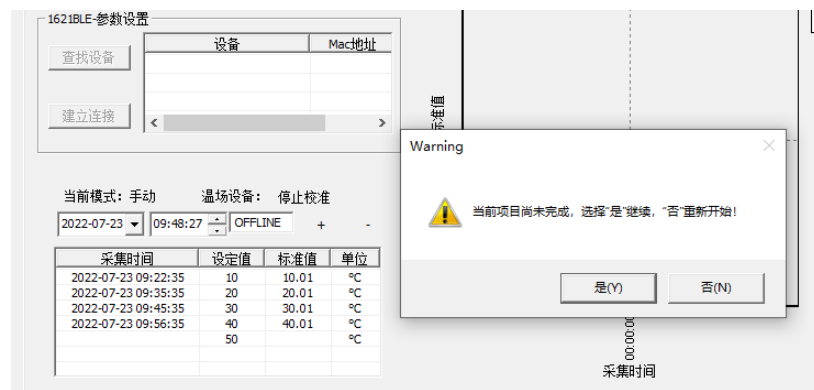 1621BLE-参数设置
设备 Mac地址
查找设备
建立连接
标准值
Warning
当前项目尚未完成，选择"是"继续，"否"重新开始!
是(Y) 否(N)
当前模式: 手动 温场设备: 停止校准
2022-07-23 09:48:27 OFFLINE + -
采集时间 设定值 标准值 单位
2022-07-23 09:22:35 10 10.01 °C
2022-07-23 09:35:35 20 20.01 °C
2022-07-23 09:45:35 30 30.01 °C
2022-07-23 09:56:35 40 40.01 °C
50 °C
00:00:00
采集时间